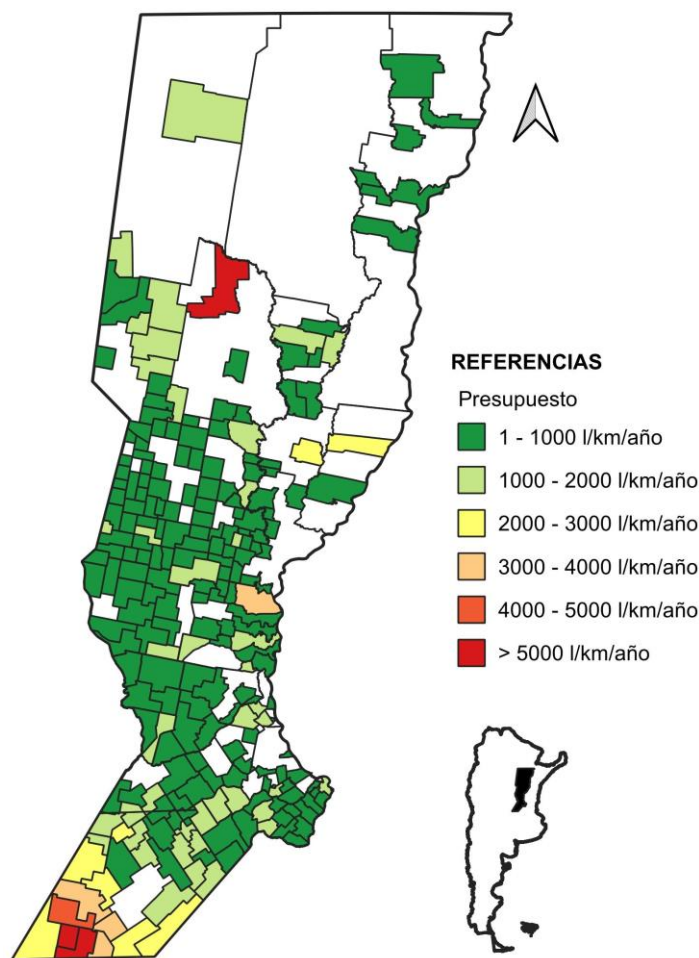 REFERENCIAS
Presupuesto
1 - 1000 l/km/año
1000 - 2000 l/km/año
2000 - 3000 l/km/año
3000 - 4000 l/km/año
4000 - 5000 l/km/año
> 5000 l/km/año